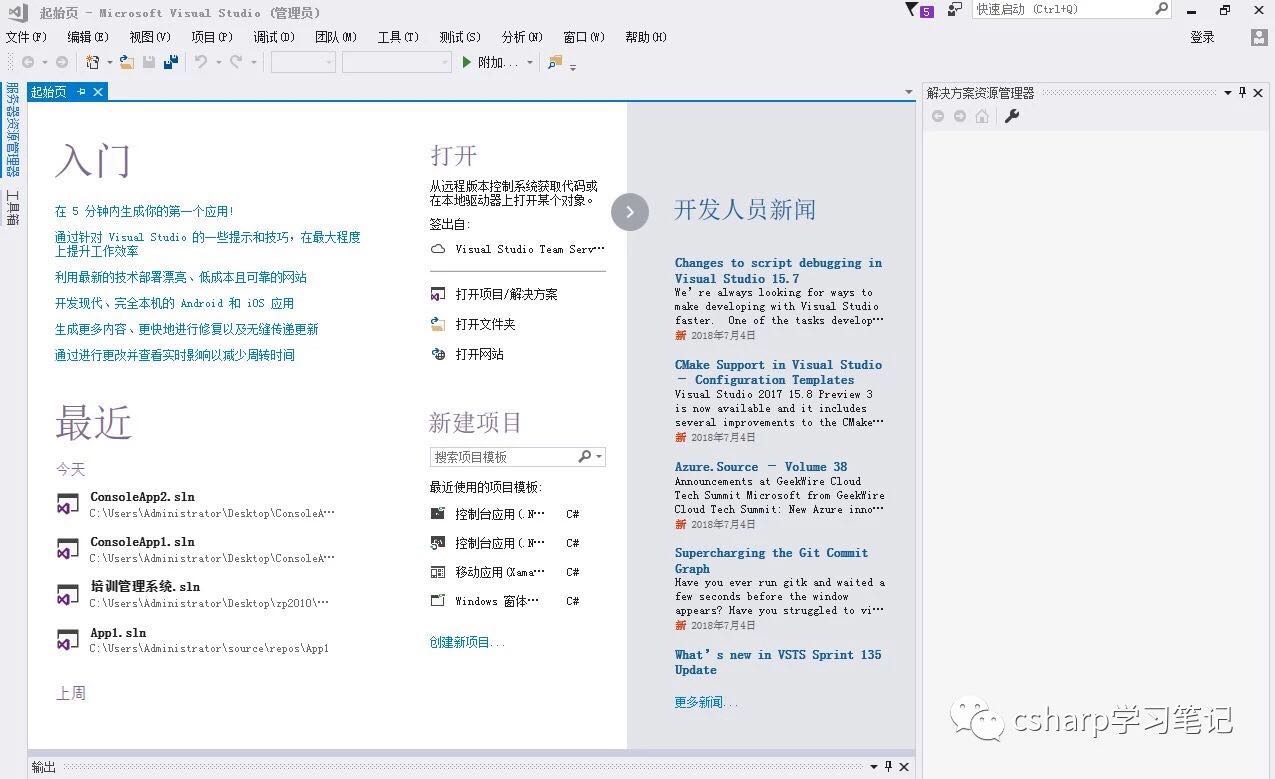 起始页 - Microsoft Visual Studio (管理员)
5
快速启动 (Ctrl+Q)
文件(F) 编辑(E) 视图(V) 项目(P) 调试(D) 团队(M) 工具(T) 测试(S) 分析(N) 窗口(W) 帮助(H)
登录
附加...
服务器资源管理器
工具箱
起始页
入门
在 5 分钟内生成你的第一个应用!
通过针对 Visual Studio 的一些提示和技巧，在最大程度
上提升工作效率
利用最新的技术部署漂亮、低成本且可靠的网站
开发现代、完全本机的 Android 和 iOS 应用
生成更多内容、更快地进行修复以及无缝传递更新
通过进行更改并查看实时影响以减少周转时间
最近
今天
ConsoleApp2.sln
C:\Users\Administrator\Desktop\ConsoleA…
ConsoleApp1.sln
C:\Users\Administrator\Desktop\ConsoleA…
培训管理系统.sln
C:\Users\Administrator\Desktop\zp2010\…
App1.sln
C:\Users\Administrator\source\repos\App1
上周
打开
从远程版本控制系统获取代码或
在本地驱动器上打开某个对象。
签出自:
Visual Studio Team Serv…
打开项目/解决方案
打开文件夹
打开网站
新建项目
搜索项目模板
最近使用的项目模板:
控制台应用(.N… C#
控制台应用(.N… C#
移动应用(Xama… C#
Windows 窗体… C#
创建新项目...
开发人员新闻
Changes to script debugging in
Visual Studio 15.7
We’re always looking for ways to
make developing with Visual Studio
faster. One of the tasks develop…
新 2018年7月4日
CMake Support in Visual Studio
– Configuration Templates
Visual Studio 2017 15.8 Preview 3
is now available and it includes
several improvements to the CMake…
新 2018年7月4日
Azure.Source – Volume 38
Announcements at GeekWire Cloud
Tech Summit Microsoft from GeekWire
Cloud Tech Summit: New Azure inno…
新 2018年7月4日
Supercharging the Git Commit
Graph
Have you ever run gitk and waited a
few seconds before the window
appears? Have you struggled to vi…
新 2018年7月4日
What’s new in VSTS Sprint 135
Update
更多新闻...
解决方案资源管理器
csharp学习笔记
输出